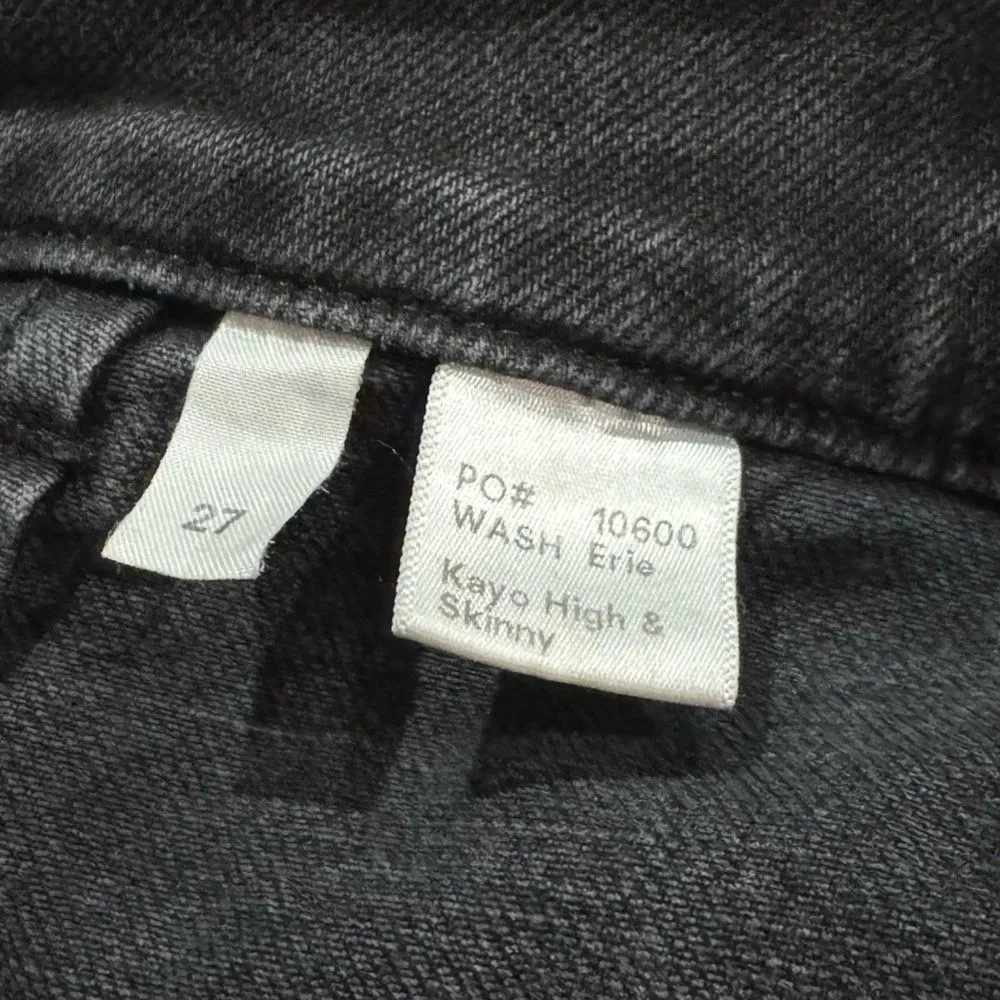 27
PO# 10600
WASH Erie
Kayo High &
Skinny